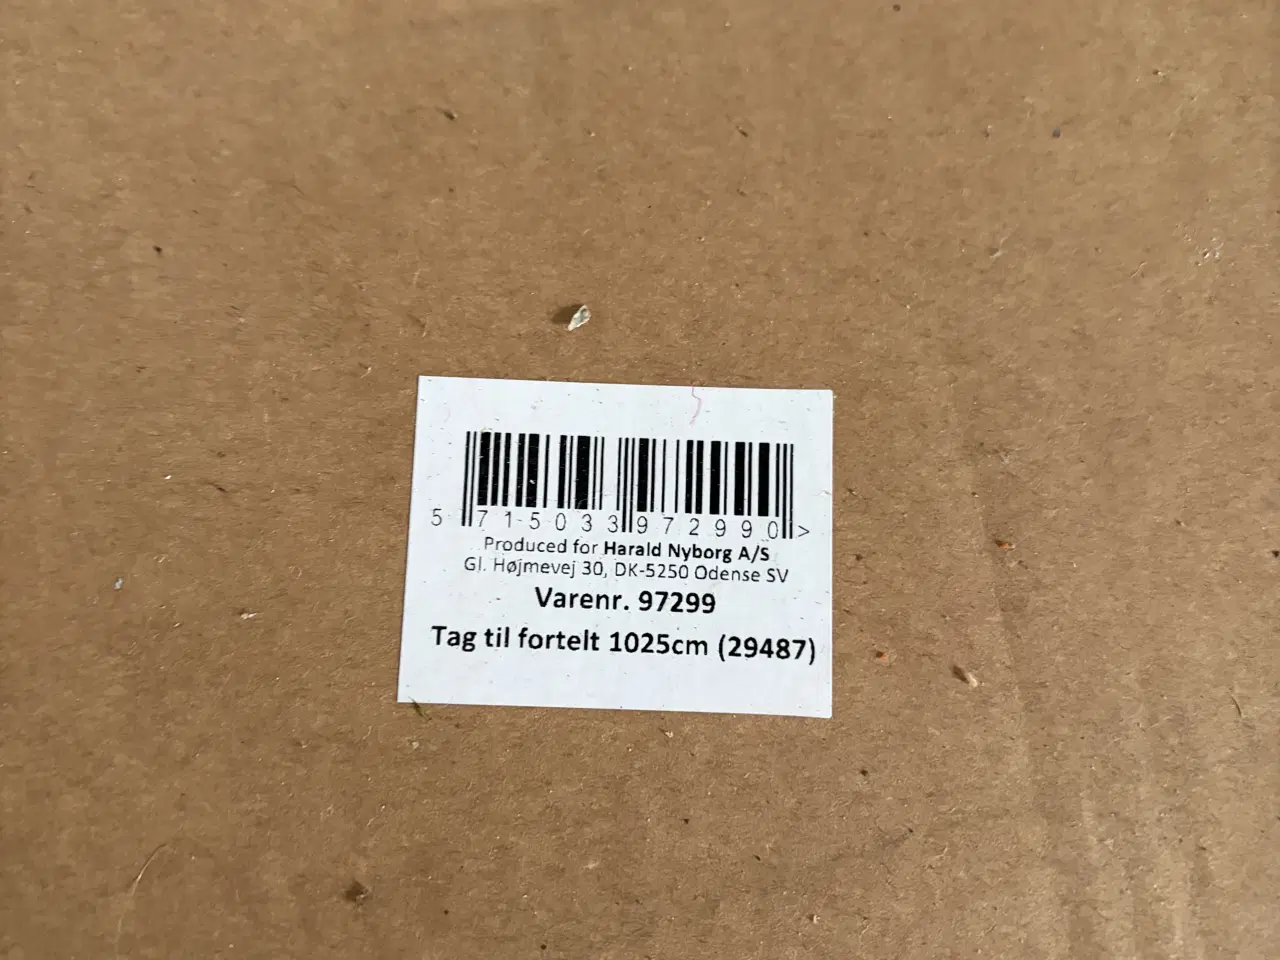 5 715033 972990 >
Produced for Harald Nyborg A/S
Gl. Højmevej 30, DK-5250 Odense SV
Varenr. 97299
Tag til fortelt 1025cm (29487)